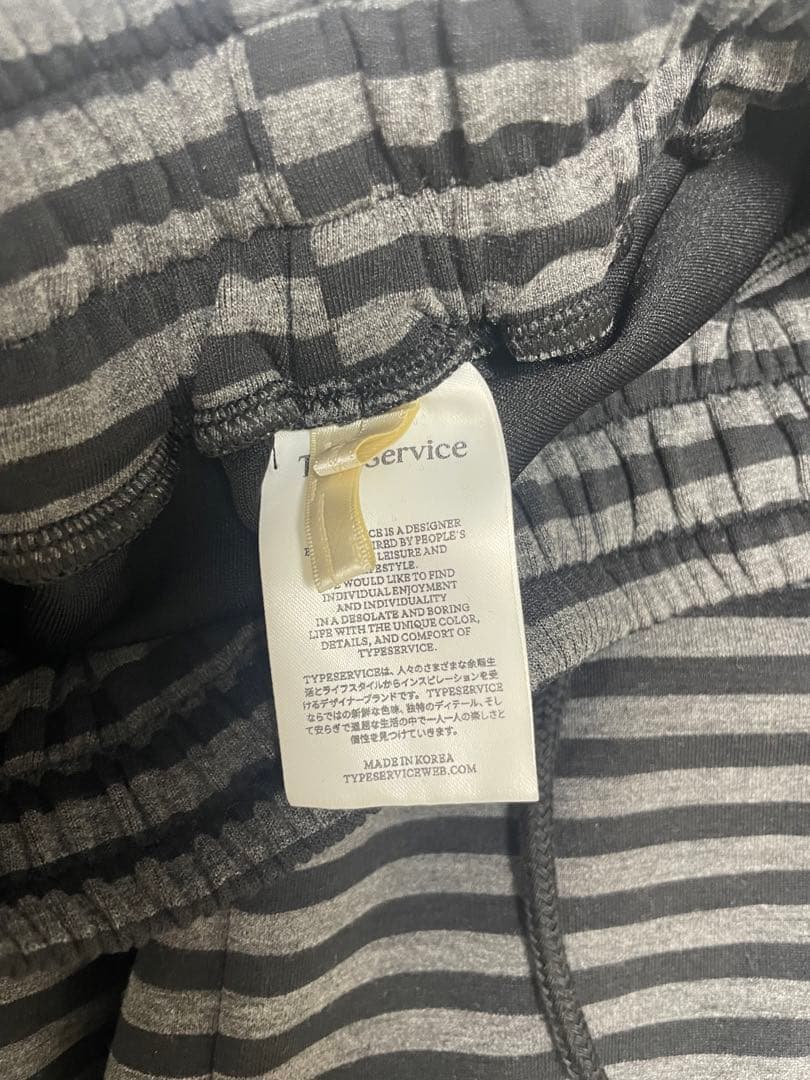 T Service
CE IS A DESIGNER
RED BY PEOPLE'S
LEISURE AND
FESTYLE.
WOULD LIKE TO FIND
INDIVIDUAL ENJOYMENT
AND INDIVIDUALITY
IN A DESOLATE AND BORING
LIFE WITH THE UNIQUE COLOR,
DETAILS, AND COMFORT OF
TYPESERVICE.
TYPESERVICEは、人々のさまざまな余暇生
活とライフスタイルからインスピレーションを受
けるデザイナーブランドです。TYPESERVICE
ならではの新鮮な色味、独特のディテール、そし
て安らぎで退屈な生活の中で一人一人の楽しさと
個性を見つけていきます。
MADE IN KOREA
TYPESERVICEWEB.COM